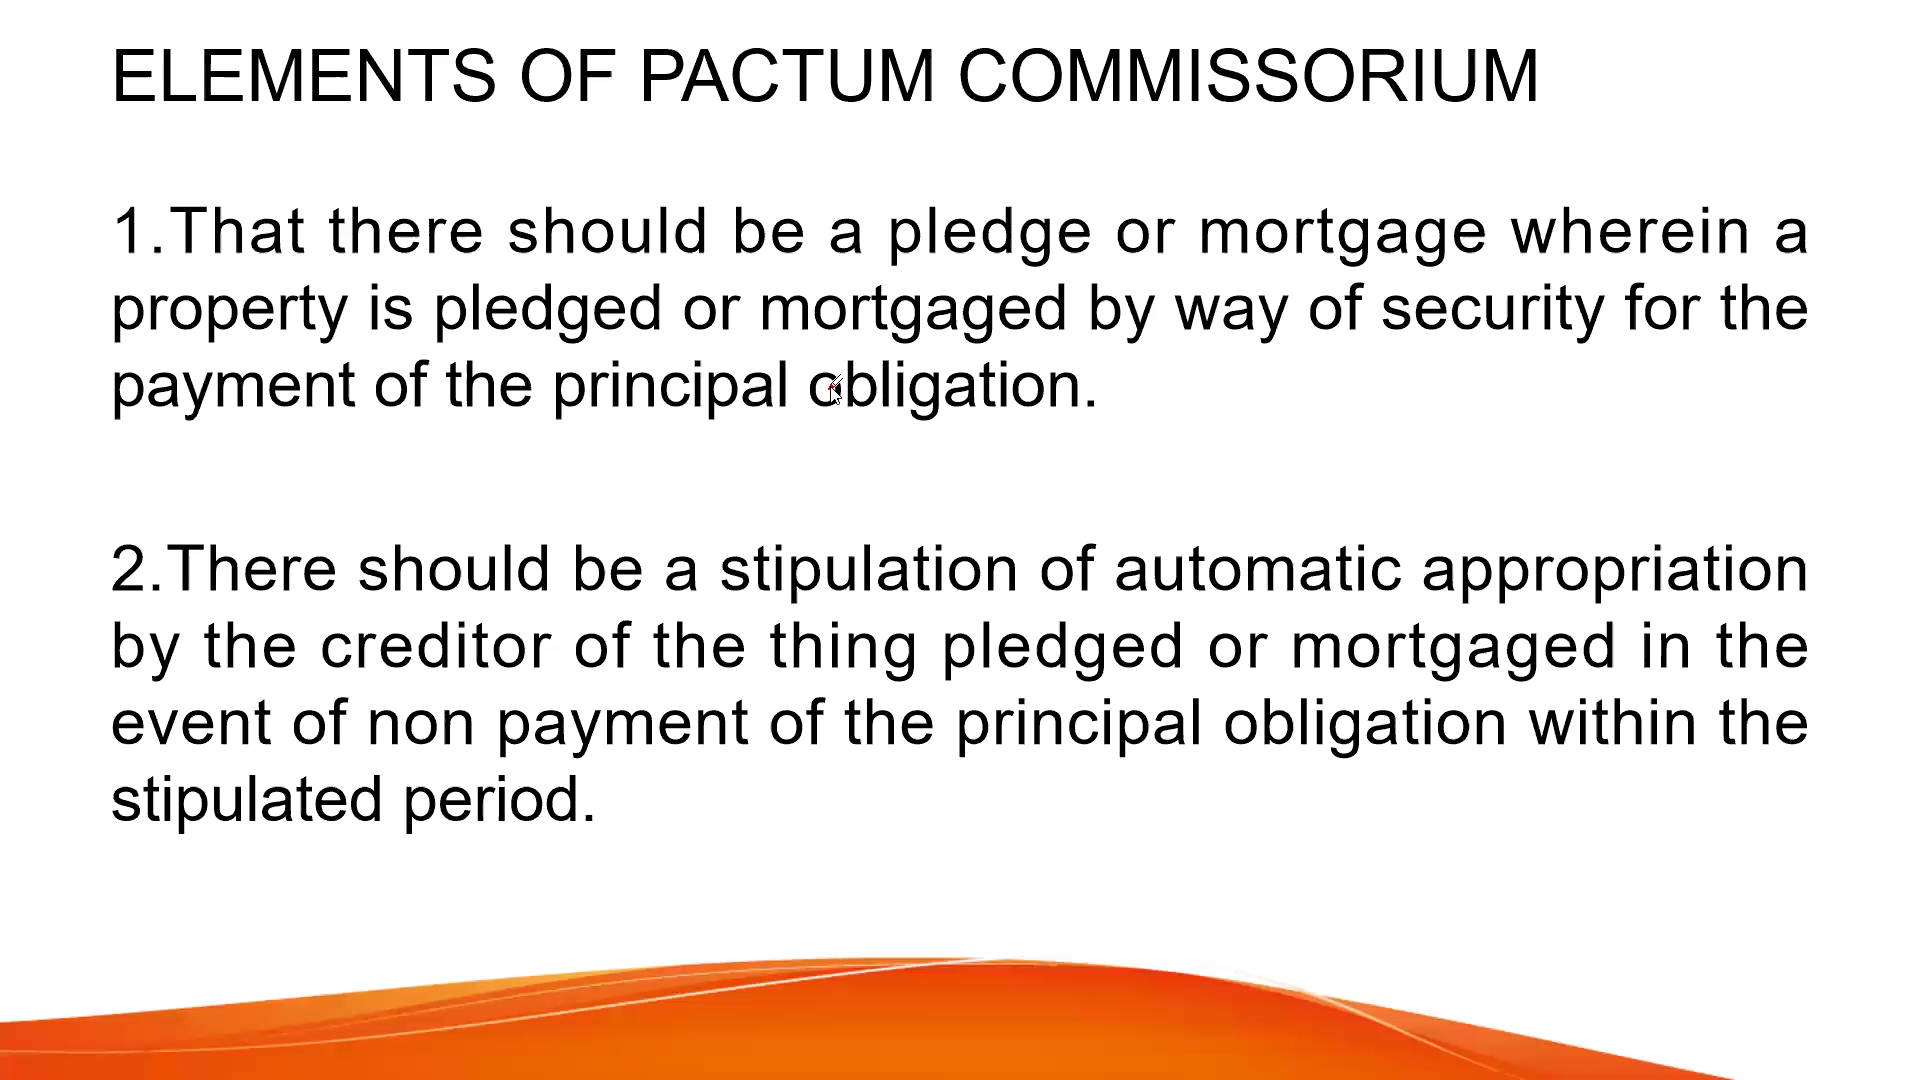 ELEMENTS OF PACTUM COMMISSORIUM
1.That there should be a pledge or mortgage wherein a
property is pledged or mortgaged by way of security for the
payment of the principal obligation.
2.There should be a stipulation of automatic appropriation
by the creditor of the thing pledged or mortgaged in the
event of non payment of the principal obligation within the
stipulated period.